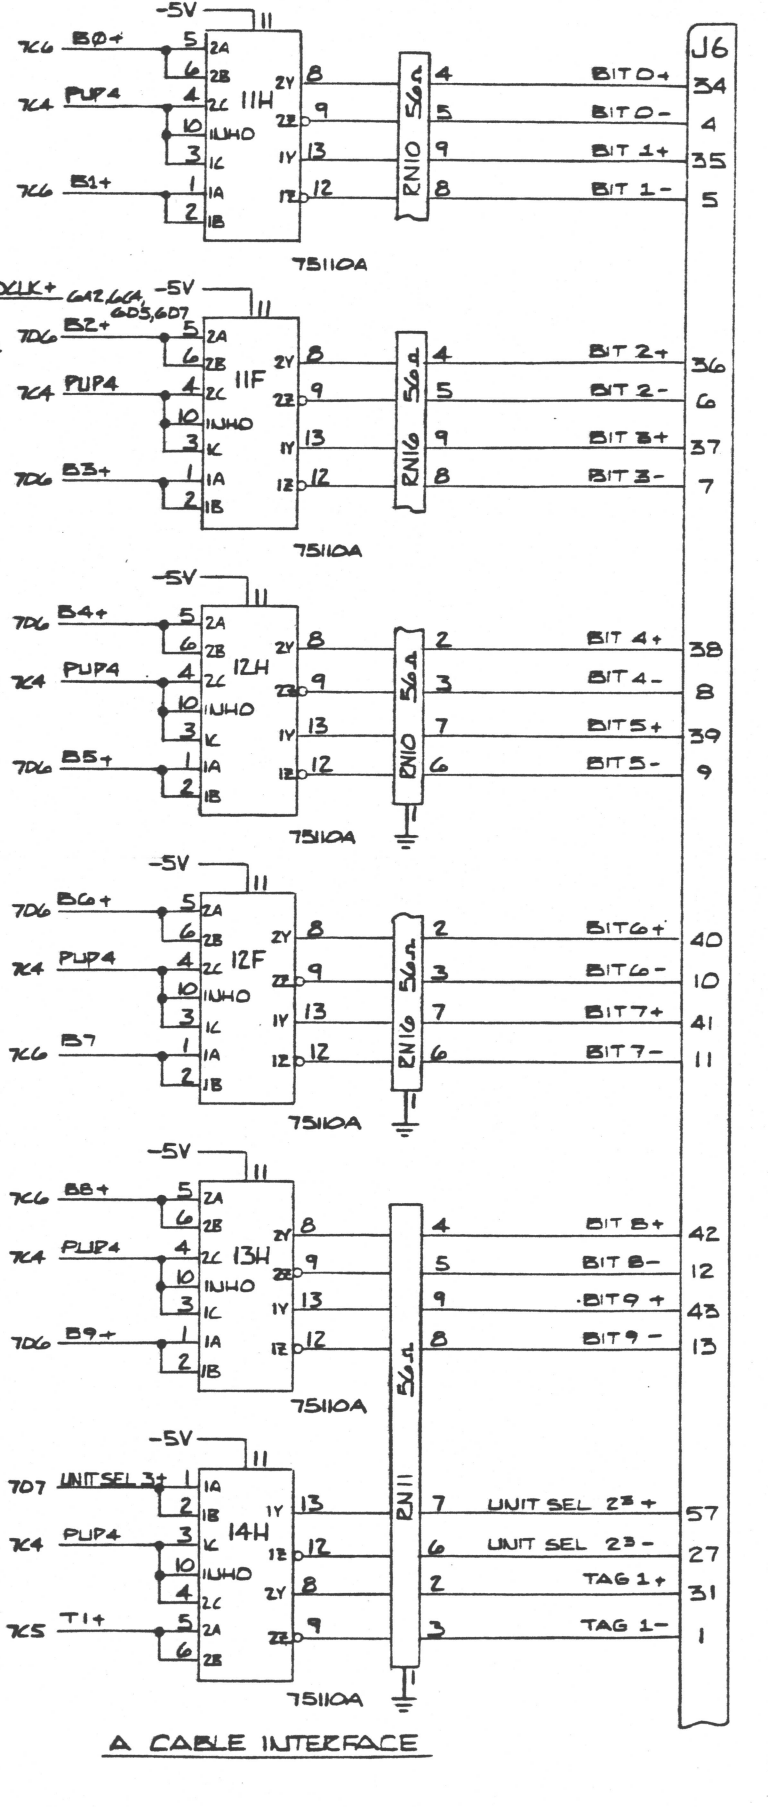 -5V 11 J6
7C6 B0+ 5 2A
6 2B 2Y 8 4 BIT 0+ 34
7C4 PUP4 4 2C 11H 2Z 9 RN10 56Ω 5 BIT 0- 4
10 INHO
3 1C 1Y 13 9 BIT 1+ 35
7C6 B1+ 1 1A 1Z 12 8 BIT 1- 5
2 1B
75110A
6A2,6C4, -5V 11
6D5,6D7
7D6 B2+ 5 2A
6 2B 2Y 8 4 BIT 2+ 36
7C4 PUP4 4 2C 11F 2Z 9 RN16 56Ω 5 BIT 2- 6
10 INHO
3 1C 1Y 13 9 BIT 3+ 37
7D6 B3+ 1 1A 1Z 12 8 BIT 3- 7
2 1B
75110A
-5V 11
7D6 B4+ 5 2A
6 2B 2Y 8 2 BIT 4+ 38
7C4 PUP4 4 2C 12H 2Z 9 RN10 56Ω 3 BIT 4- 8
10 INHO
3 1C 1Y 13 7 BIT 5+ 39
7D6 B5+ 1 1A 1Z 12 6 BIT 5- 9
2 1B
1
75110A
-5V 11
7D6 B6+ 5 2A
6 2B 2Y 8 2 BIT 6+ 40
7C4 PUP4 4 2C 12F 2Z 9 RN16 56Ω 3 BIT 6- 10
10 INHO
3 1C 1Y 13 7 BIT 7+ 41
7C6 B7 1 1A 1Z 12 6 BIT 7- 11
2 1B
1
75110A
-5V 11
7C6 B8+ 5 2A
6 2B 2Y 8 4 BIT 8+ 42
7C4 PUP4 4 2C 13H 2Z 9 5 BIT 8- 12
10 INHO
3 1C 1Y 13 9 BIT 9 + 43
7D6 B9+ 1 1A 1Z 12 8 BIT 9 - 13
2 1B
75110A
RN11 56Ω
-5V 11
7D7 UNIT SEL 3+ 1 1A
2 1B 1Y 13 7 UNIT SEL 2³ + 57
7C4 PUP4 3 1C 14H 1Z 12 6 UNIT SEL 2³ - 27
10 INHO
4 2C 2Y 8 2 TAG 1+ 31
7C5 T1+ 5 2A 2Z 9 3 TAG 1- 1
6 2B
1
75110A
A CABLE INTERFACE